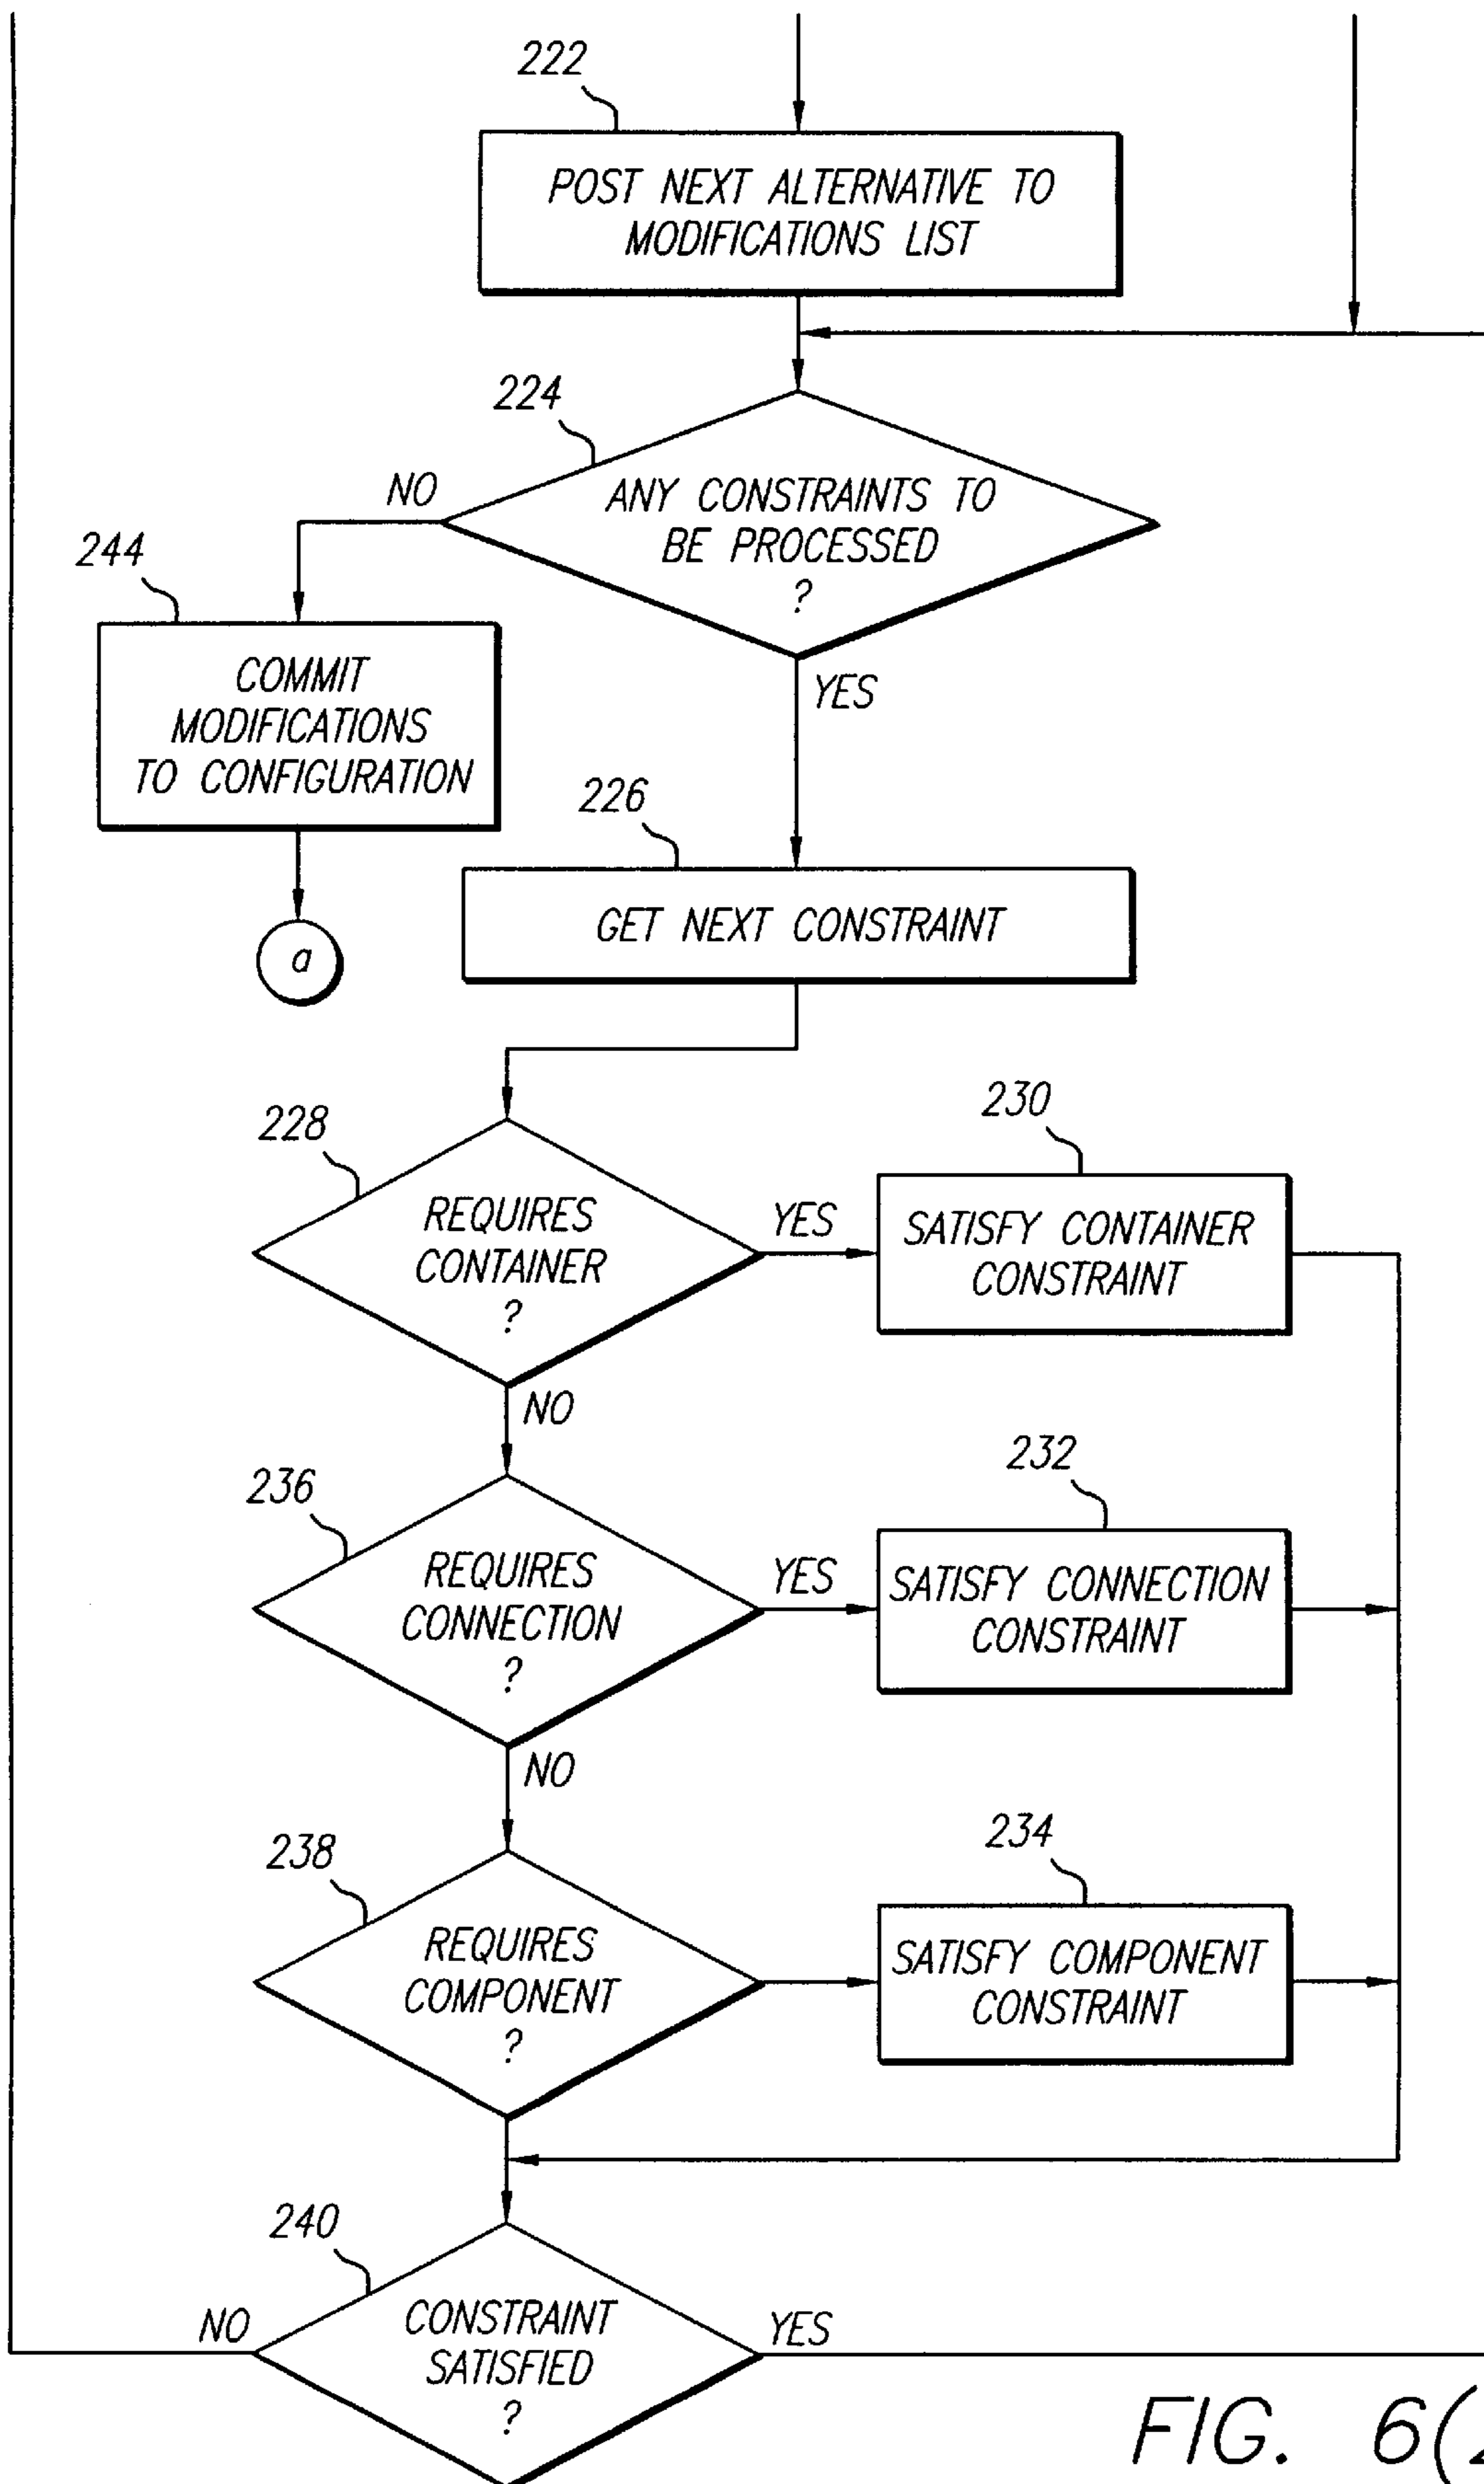 222
POST NEXT ALTERNATIVE TO
MODIFICATIONS LIST
224
NO
ANY CONSTRAINTS TO
BE PROCESSED
?
244
COMMIT
MODIFICATIONS
TO CONFIGURATION
YES
226
GET NEXT CONSTRAINT
a
228
REQUIRES
CONTAINER
?
YES
230
SATISFY CONTAINER
CONSTRAINT
NO
236
REQUIRES
CONNECTION
?
YES
232
SATISFY CONNECTION
CONSTRAINT
NO
238
REQUIRES
COMPONENT
?
234
SATISFY COMPONENT
CONSTRAINT
240
NO
CONSTRAINT
SATISFIED
?
YES
FIG. 6(